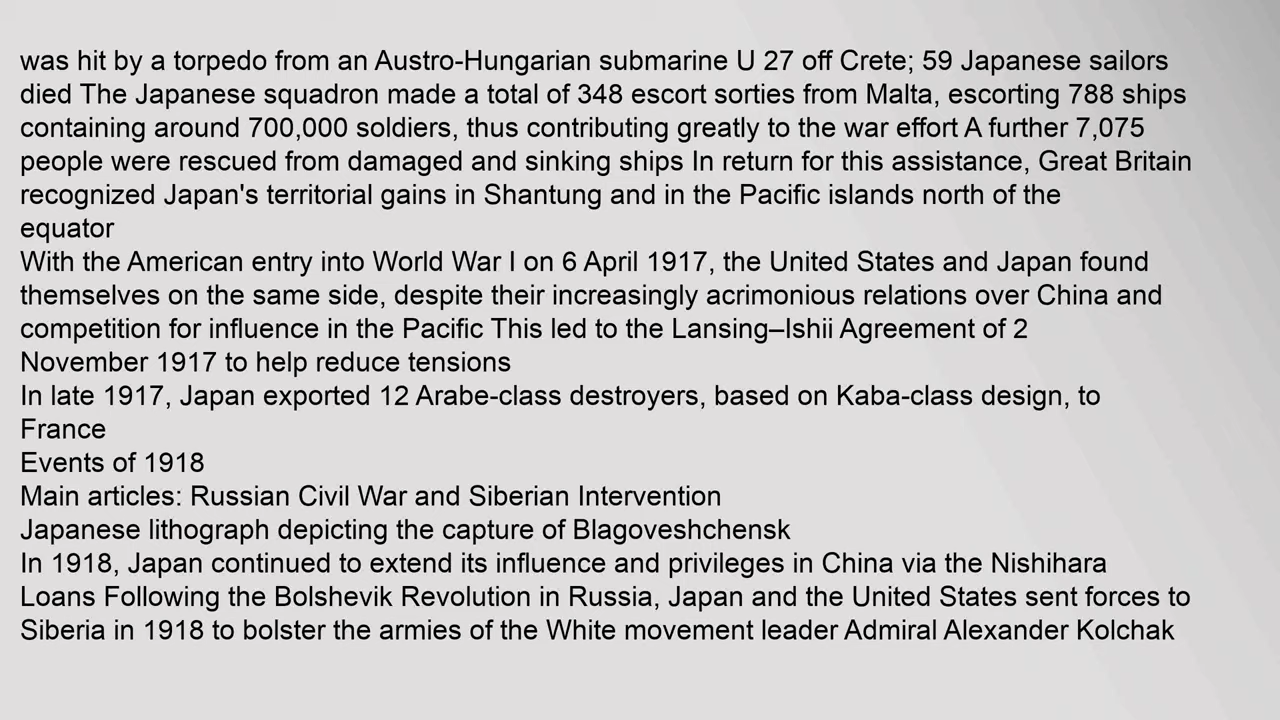 was hit by a torpedo from an Austro-Hungarian submarine U 27 off Crete; 59 Japanese sailors
died The Japanese squadron made a total of 348 escort sorties from Malta, escorting 788 ships
containing around 700,000 soldiers, thus contributing greatly to the war effort A further 7,075
people were rescued from damaged and sinking ships In return for this assistance, Great Britain
recognized Japan's territorial gains in Shantung and in the Pacific islands north of the
equator
With the American entry into World War I on 6 April 1917, the United States and Japan found
themselves on the same side, despite their increasingly acrimonious relations over China and
competition for influence in the Pacific This led to the Lansing–Ishii Agreement of 2
November 1917 to help reduce tensions
In late 1917, Japan exported 12 Arabe-class destroyers, based on Kaba-class design, to
France
Events of 1918
Main articles: Russian Civil War and Siberian Intervention
Japanese lithograph depicting the capture of Blagoveshchensk
In 1918, Japan continued to extend its influence and privileges in China via the Nishihara
Loans Following the Bolshevik Revolution in Russia, Japan and the United States sent forces to
Siberia in 1918 to bolster the armies of the White movement leader Admiral Alexander Kolchak